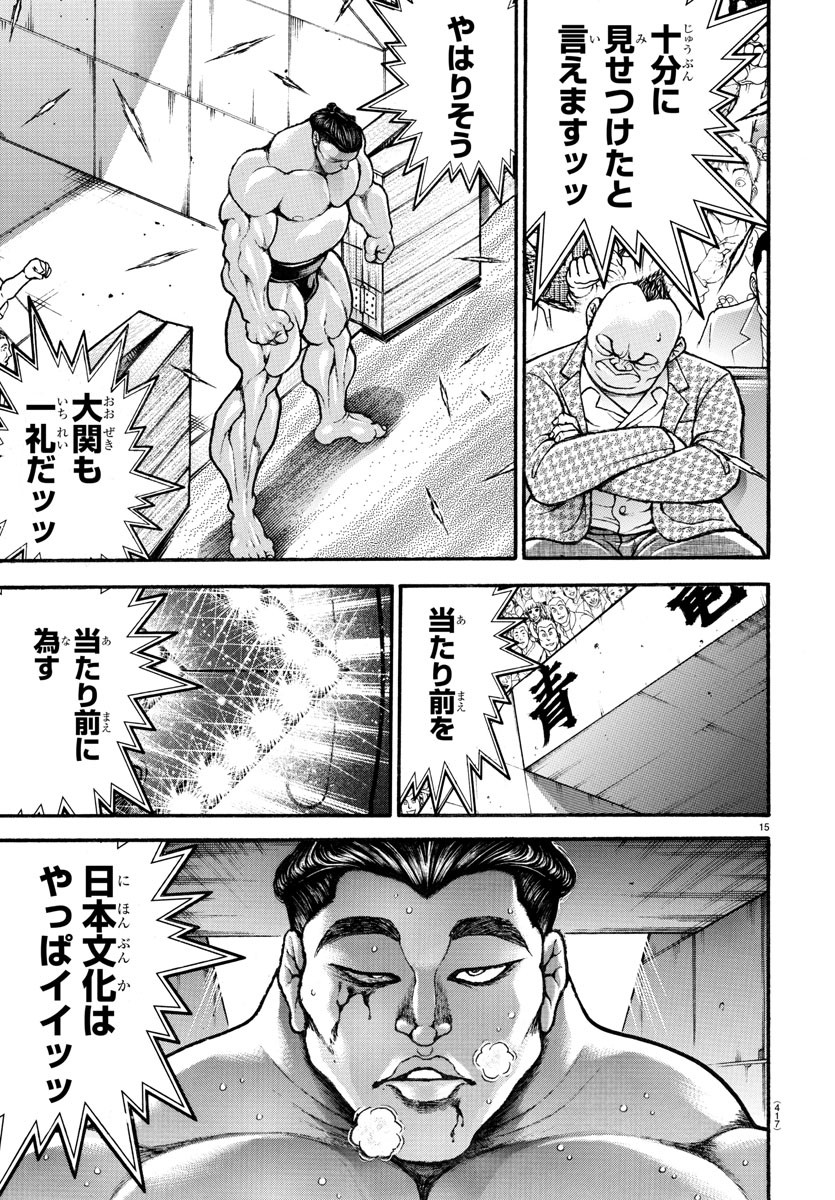 十分に
見せつけたと
言えますッッ
やはりそう
大関も
一礼だッッ
青
竜
当たり前を
当たり前に
為す
15
日本文化は
やっぱイイッッ
(417)